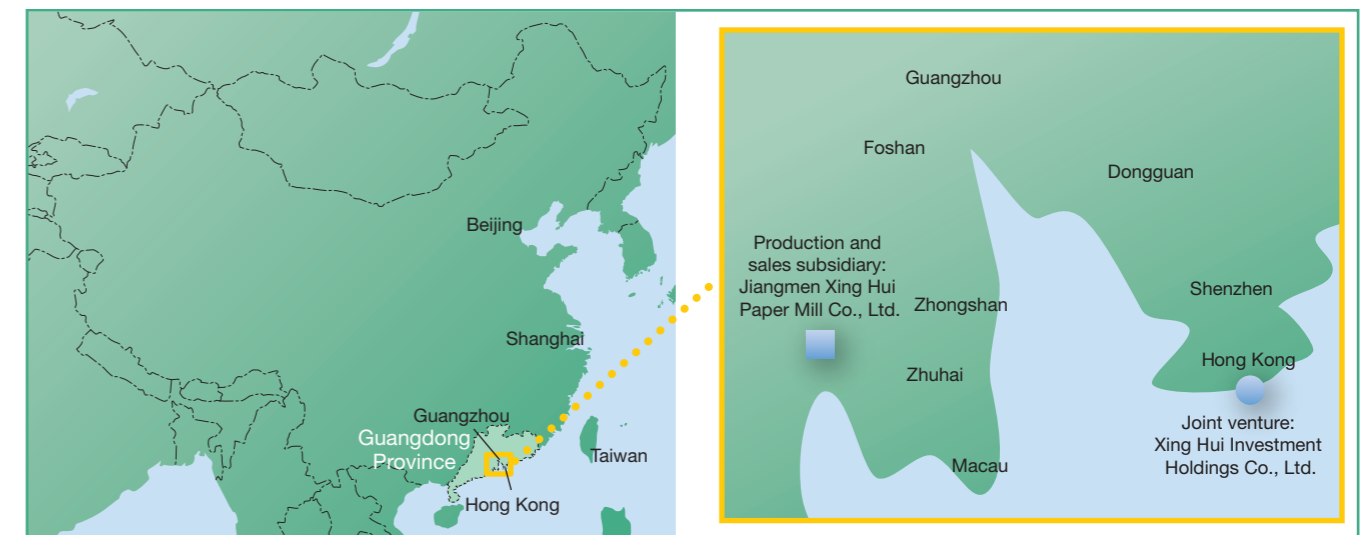 Beijing
Shanghai
Guangzhou
Guangdong
Province
Taiwan
Hong Kong
Guangzhou
Foshan
Dongguan
Production and
sales subsidiary:
Jiangmen Xing Hui
Paper Mill Co., Ltd.
Zhongshan
Shenzhen
Hong Kong
Zhuhai
Joint venture:
Xing Hui Investment
Holdings Co., Ltd.
Macau